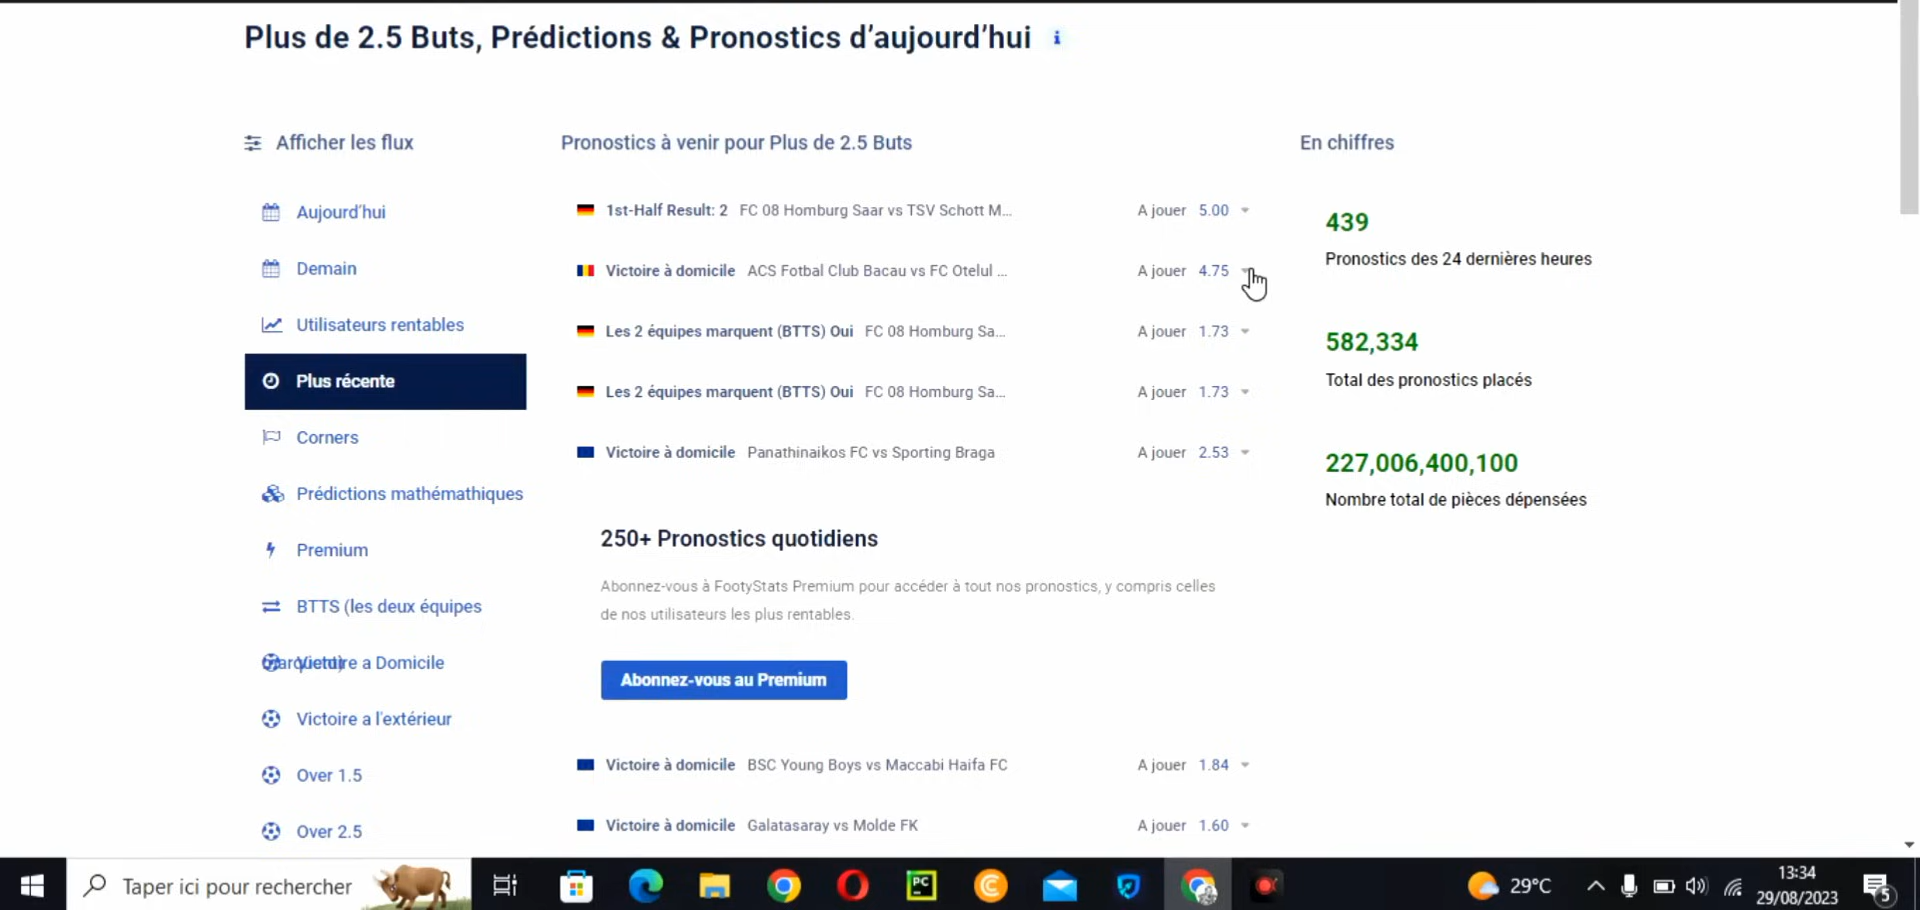 Plus de 2.5 Buts, Prédictions & Pronostics d’aujourd’hui i
Afficher les flux
Aujourd'hui
Demain
Utilisateurs rentables
Plus récente
Corners
Prédictions mathémathiques
Premium
BTTS (les deux équipes
marquent)
Victoire a Domicile
Victoire a l'extérieur
Over 1.5
Over 2.5
Pronostics à venir pour Plus de 2.5 Buts
1st-Half Result: 2 FC 08 Homburg Saar vs TSV Schott M... A jouer 5.00
Victoire à domicile ACS Fotbal Club Bacau vs FC Otelul ... A jouer 4.75
Les 2 équipes marquent (BTTS) Oui FC 08 Homburg Sa... A jouer 1.73
Les 2 équipes marquent (BTTS) Oui FC 08 Homburg Sa... A jouer 1.73
Victoire à domicile Panathinaikos FC vs Sporting Braga A jouer 2.53
250+ Pronostics quotidiens
Abonnez-vous à FootyStats Premium pour accéder à tout nos pronostics, y compris celles
de nos utilisateurs les plus rentables.
Abonnez-vous au Premium
Victoire à domicile BSC Young Boys vs Maccabi Haifa FC A jouer 1.84
Victoire à domicile Galatasaray vs Molde FK A jouer 1.60
En chiffres
439
Pronostics des 24 dernières heures
582,334
Total des pronostics placés
227,006,400,100
Nombre total de pièces dépensées
Taper ici pour rechercher
PC
29°C
13:34
29/08/2023
5